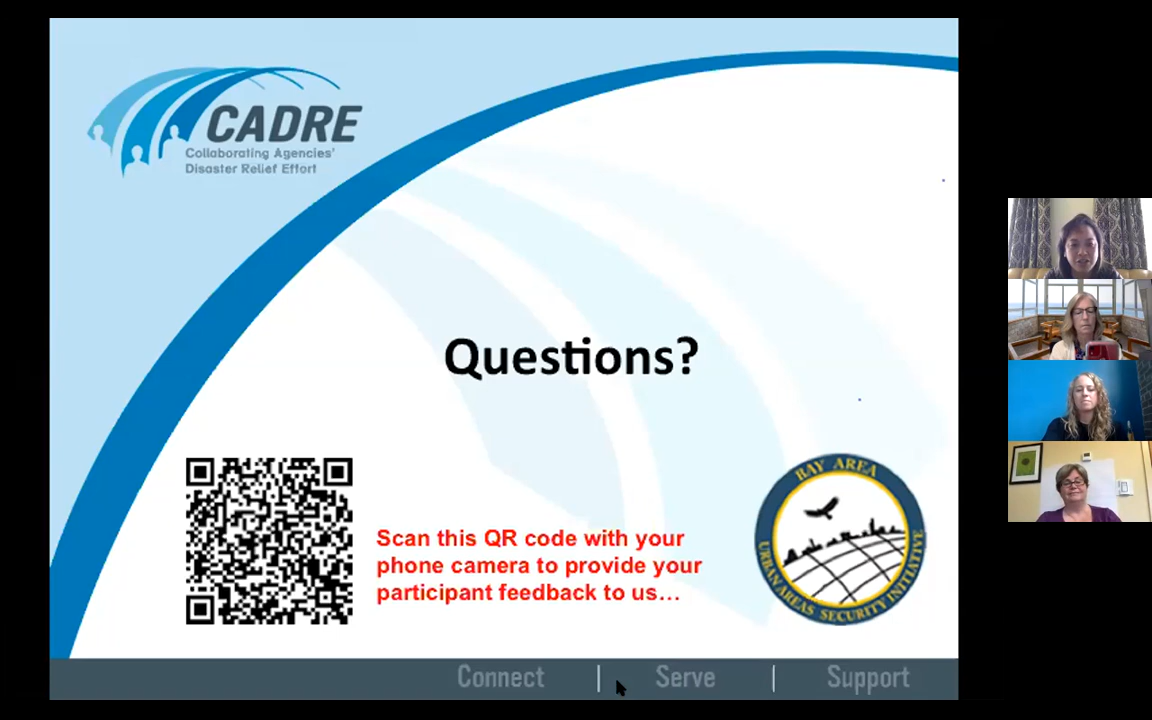 CADRE
Collaborating Agencies'
Disaster Relief Effort
Questions?
Scan this QR code with your
phone camera to provide your
participant feedback to us...
BAY AREA
URBAN AREAS SECURITY INITIATIVE
Connect | Serve | Support